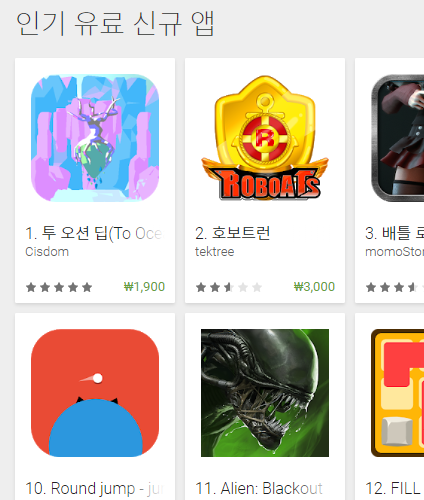 인기 유료 신규 앱
R
ROBOATs
1. 투 오션 딥(To Oce
Cisdom
₩1,900
2. 호보트런
tektree
₩3,000
3. 배틀
momoStor
10. Round jump - ju
11. Alien: Blackout
12. FILL